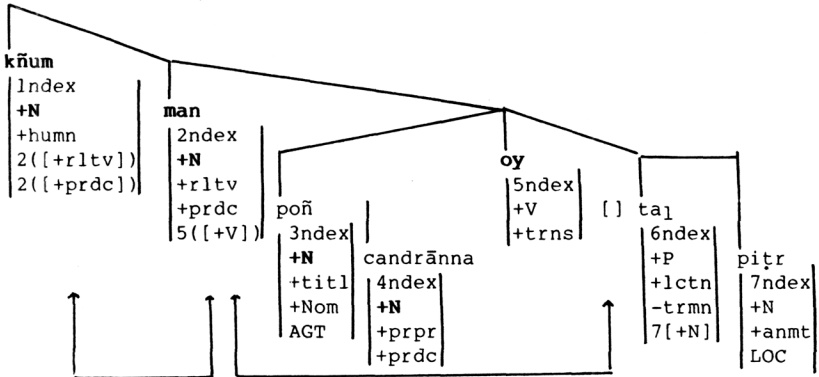 kñum
1ndex
+N
+humn
2([+rltv])
2([+prdc])
man
2ndex
+N
+rltv
+prdc
5([+V])
poñ
3ndex
+N
+titl
+Nom
AGT
candrānna
4ndex
+N
+prpr
+prdc
oy
5ndex
+V
+trns
[] ta₁
6ndex
+P
+lctn
-trmn
7[+N]
piṭr
7ndex
+N
+anmt
LOC